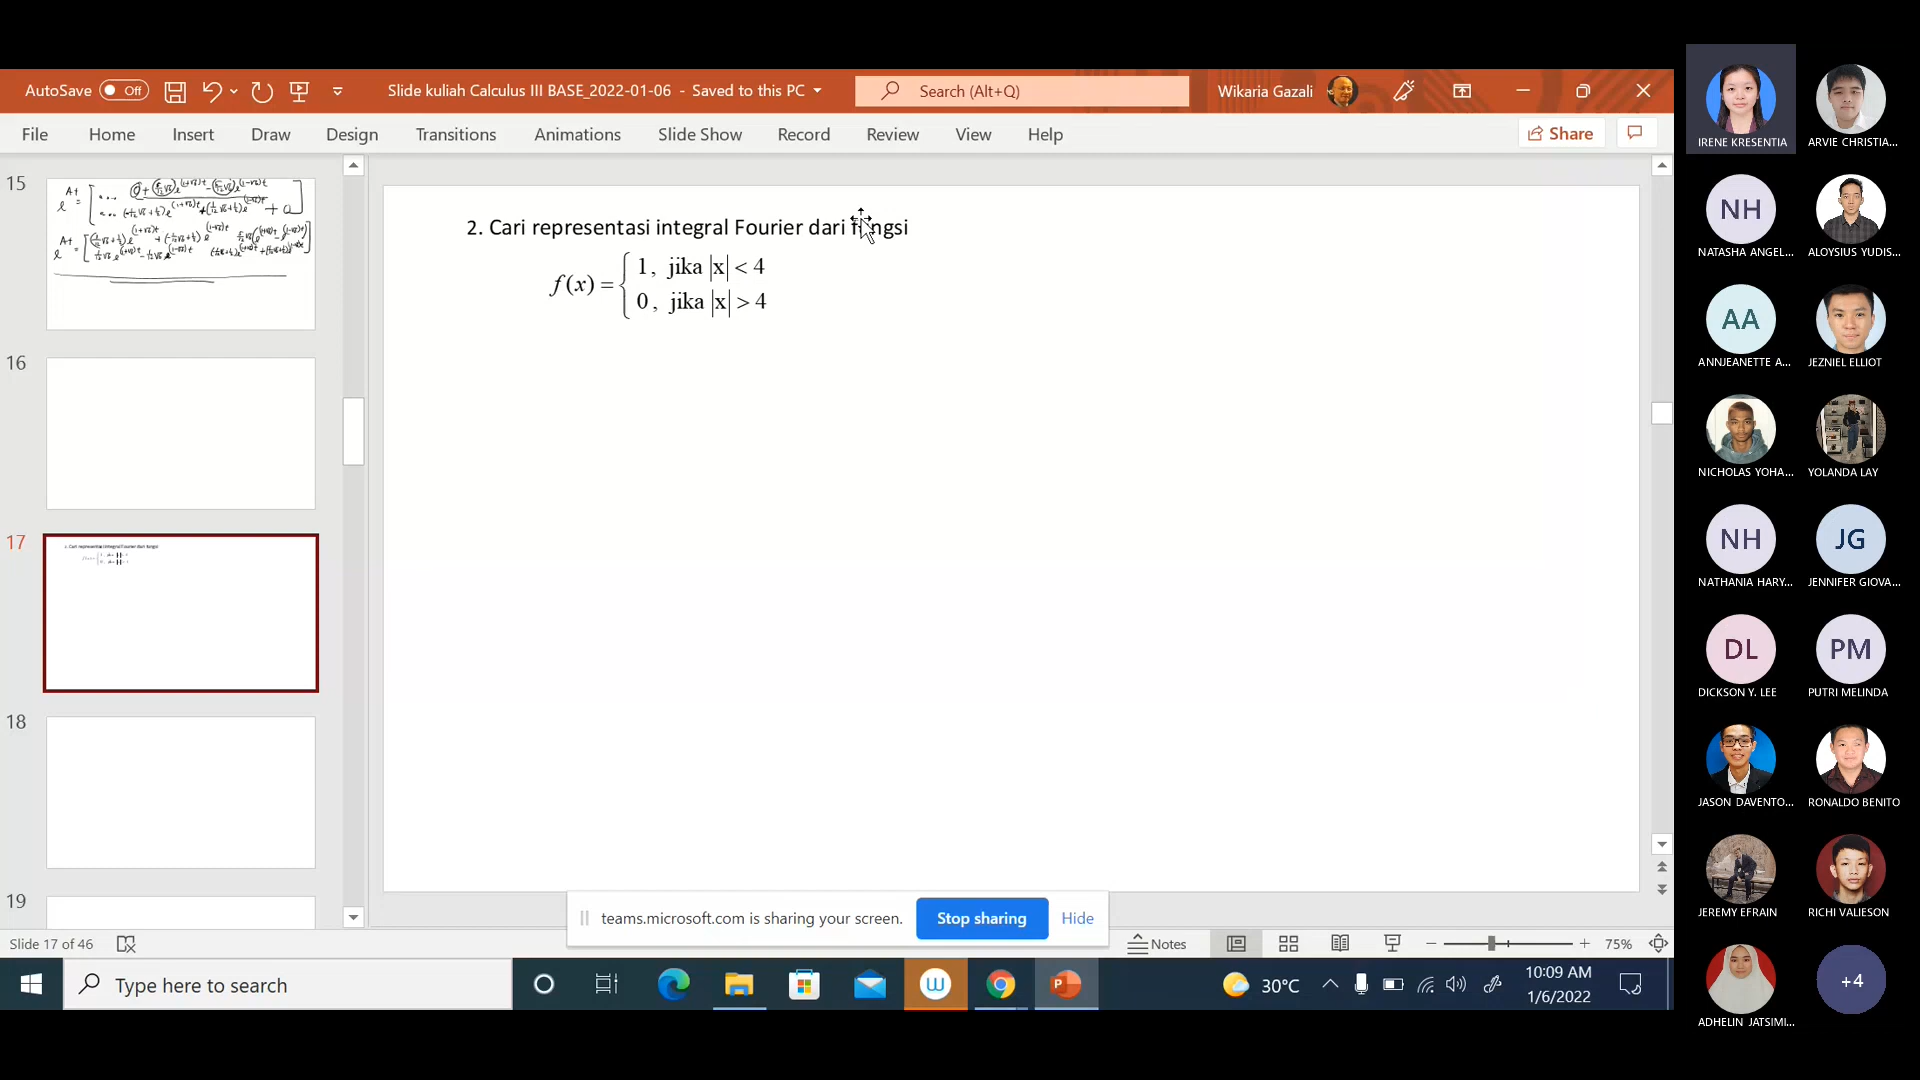 AutoSave Off
Slide kuliah Calculus III BASE_2022-01-06 - Saved to this PC
Search (Alt+Q)
Wikaria Gazali
File Home Insert Draw Design Transitions Animations Slide Show Record Review View Help
Share
15
16
17
18
19
2. Cari representasi integral Fourier dari fungsi
f(x) = { 1, jika |x| < 4
0, jika |x| > 4
teams.microsoft.com is sharing your screen. Stop sharing Hide
Slide 17 of 46
Notes
75%
Type here to search
W
P
30°C
10:09 AM
1/6/2022
IRENE KRESENTIA
ARVIE CHRISTIA...
NH
NATASHA ANGEL...
ALOYSIUS YUDIS...
AA
ANNJEANETTE A...
JEZNIEL ELLIOT
NICHOLAS YOHA...
YOLANDA LAY
NH
NATHANIA HARY...
JG
JENNIFER GIOVA...
DL
DICKSON Y. LEE
PM
PUTRI MELINDA
JASON DAVENTO...
RONALDO BENITO
JEREMY EFRAIN
RICHI VALIESON
ADHELIN JATSIMI...
+4